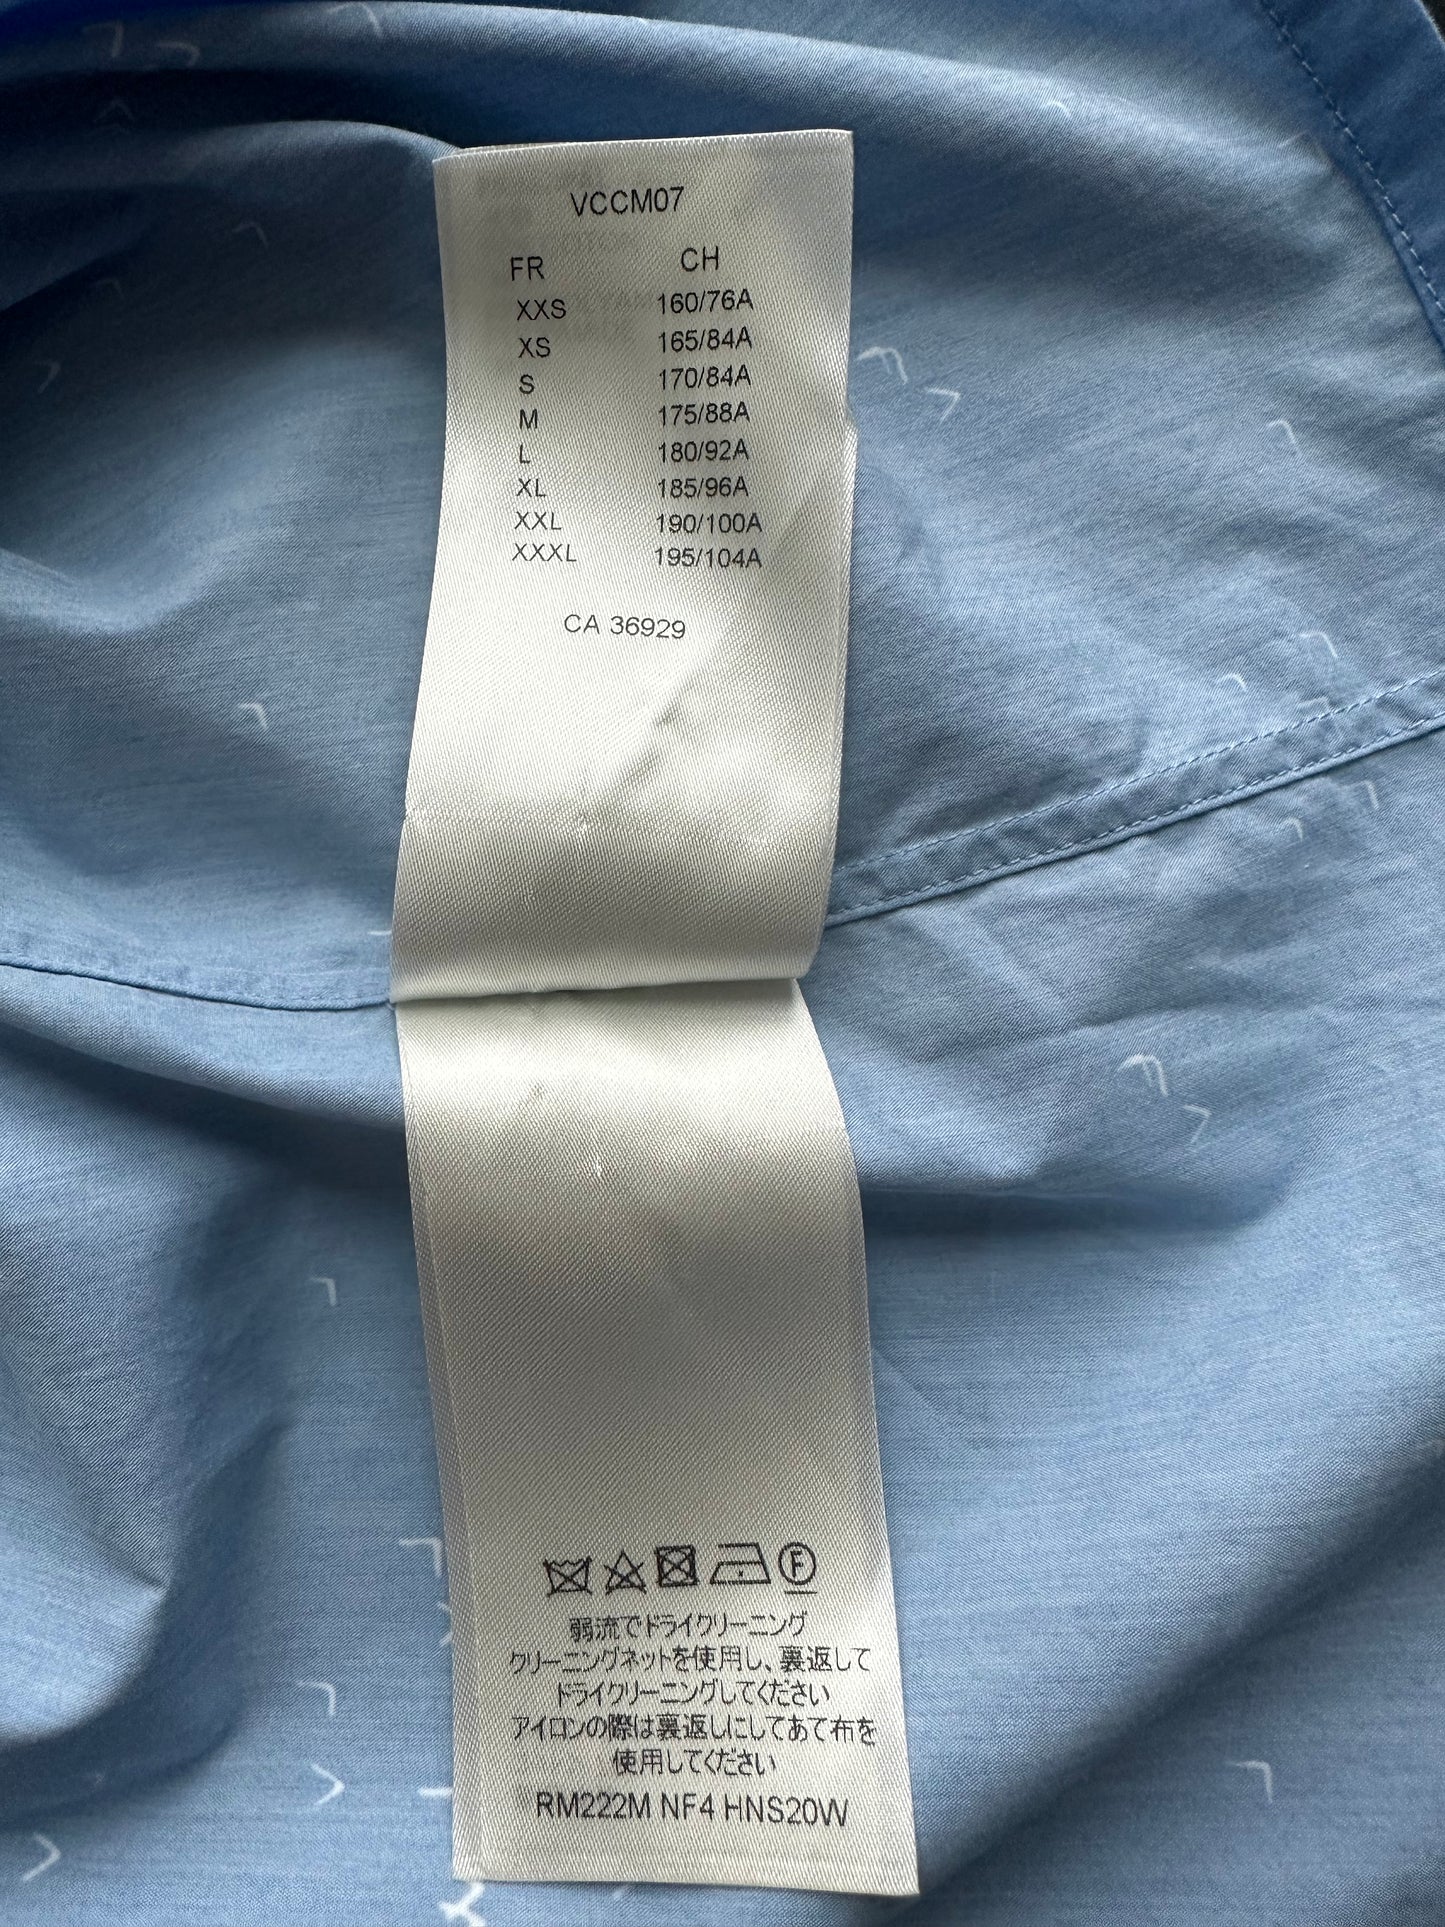 VCCM07
FR CH
XXS 160/76A
XS 165/84A
S 170/84A
M 175/88A
L 180/92A
XL 185/96A
XXL 190/100A
XXXL 195/104A
CA 36929
F
弱流でドライクリーニング
クリーニングネットを使用し、裏返して
ドライクリーニングしてください
アイロンの際は裏返しにしてあて布を
使用してください
RM222M NF4 HNS20W